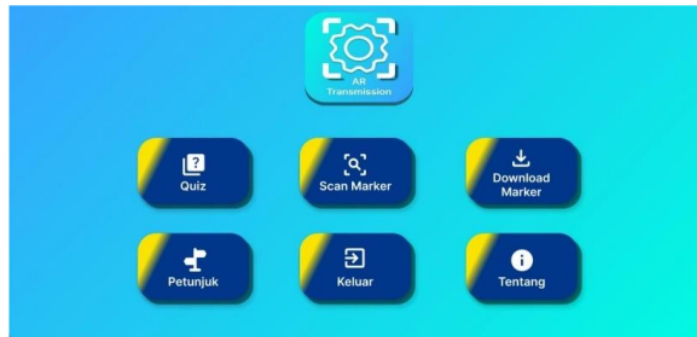 AR
Transmission
Quiz
Scan Marker
Download
Marker
Petunjuk
Keluar
Tentang